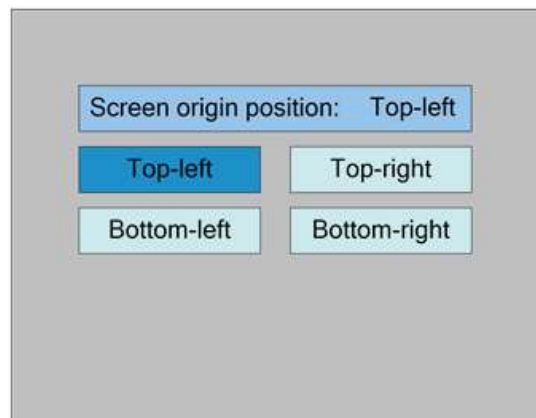 Screen origin position: Top-left
Top-left Top-right
Bottom-left Bottom-right